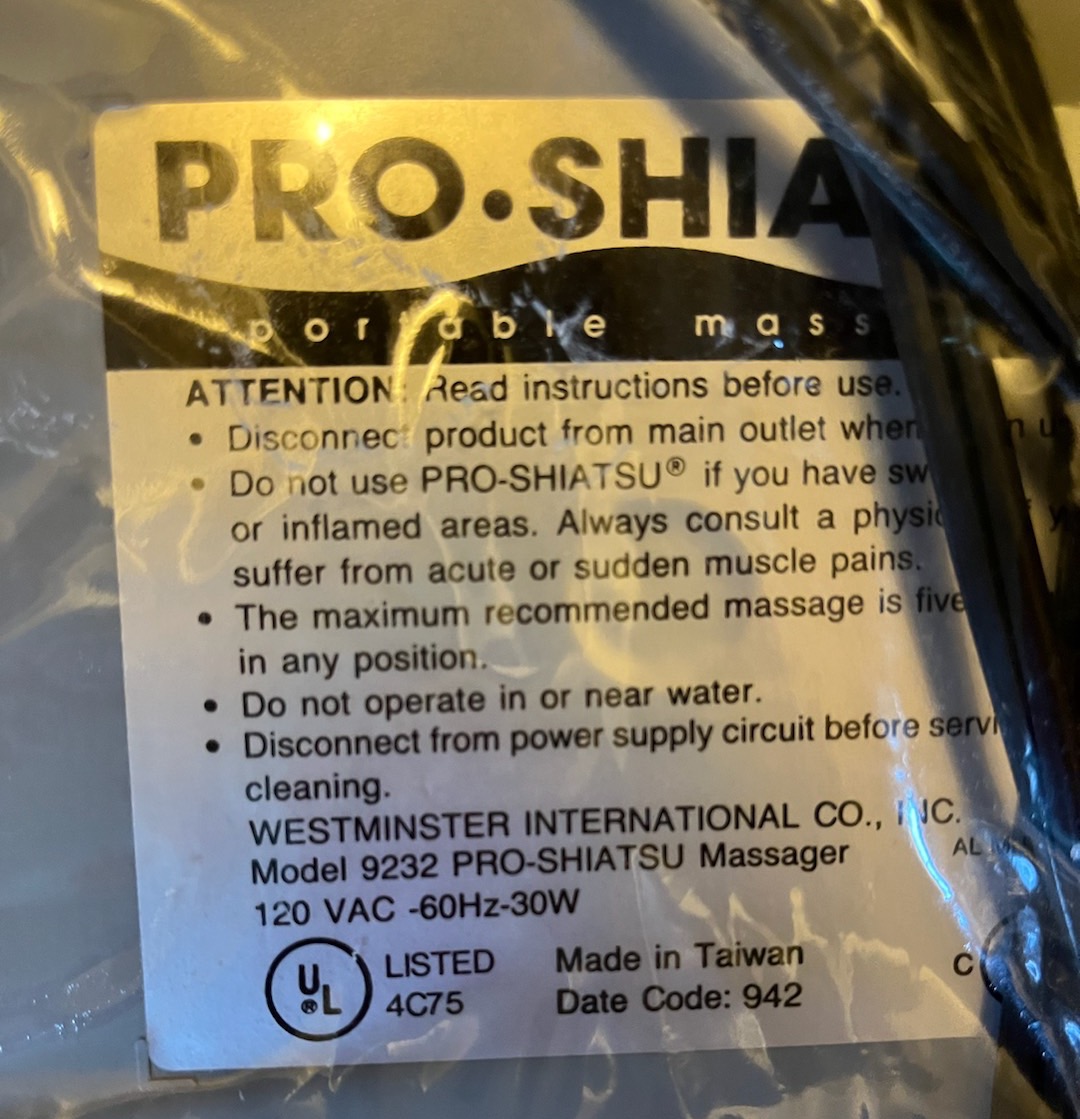 PRO•SHIA
portable mass
ATTENTION: Read instructions before use.
• Disconnect product from main outlet when
• Do not use PRO-SHIATSU® if you have sw
or inflamed areas. Always consult a physic
suffer from acute or sudden muscle pains.
• The maximum recommended massage is five
in any position.
• Do not operate in or near water.
• Disconnect from power supply circuit before servi
cleaning.
WESTMINSTER INTERNATIONAL CO., INC.
Model 9232 PRO-SHIATSU Massager
120 VAC -60Hz-30W
UL® LISTED
4C75
Made in Taiwan
Date Code: 942